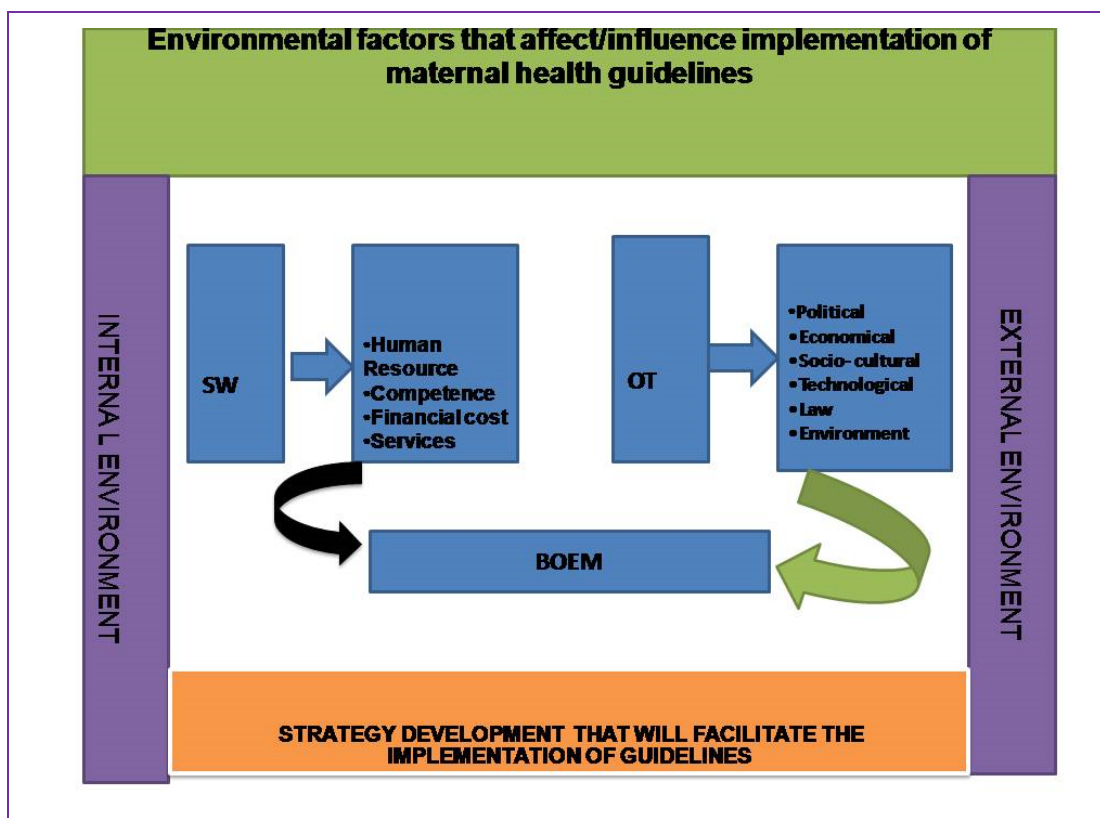 Environmental factors that affect/influence implementation of
maternal health guidelines
INTERNAL ENVIRONMENT
SW
•Human
Resource
•Competence
•Financial cost
•Services
OT
•Political
•Economical
•Socio- cultural
•Technological
•Law
•Environment
EXTERNAL ENVIRONMENT
BOEM
STRATEGY DEVELOPMENT THAT WILL FACILITATE THE
IMPLEMENTATION OF GUIDELINES